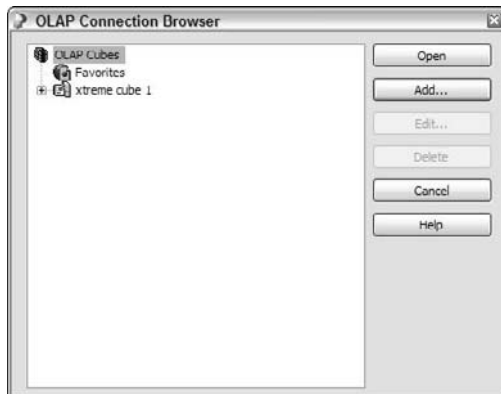 OLAP Connection Browser
OLAP Cubes
Favorites
xtreme cube 1
Open
Add...
Edit...
Delete
Cancel
Help